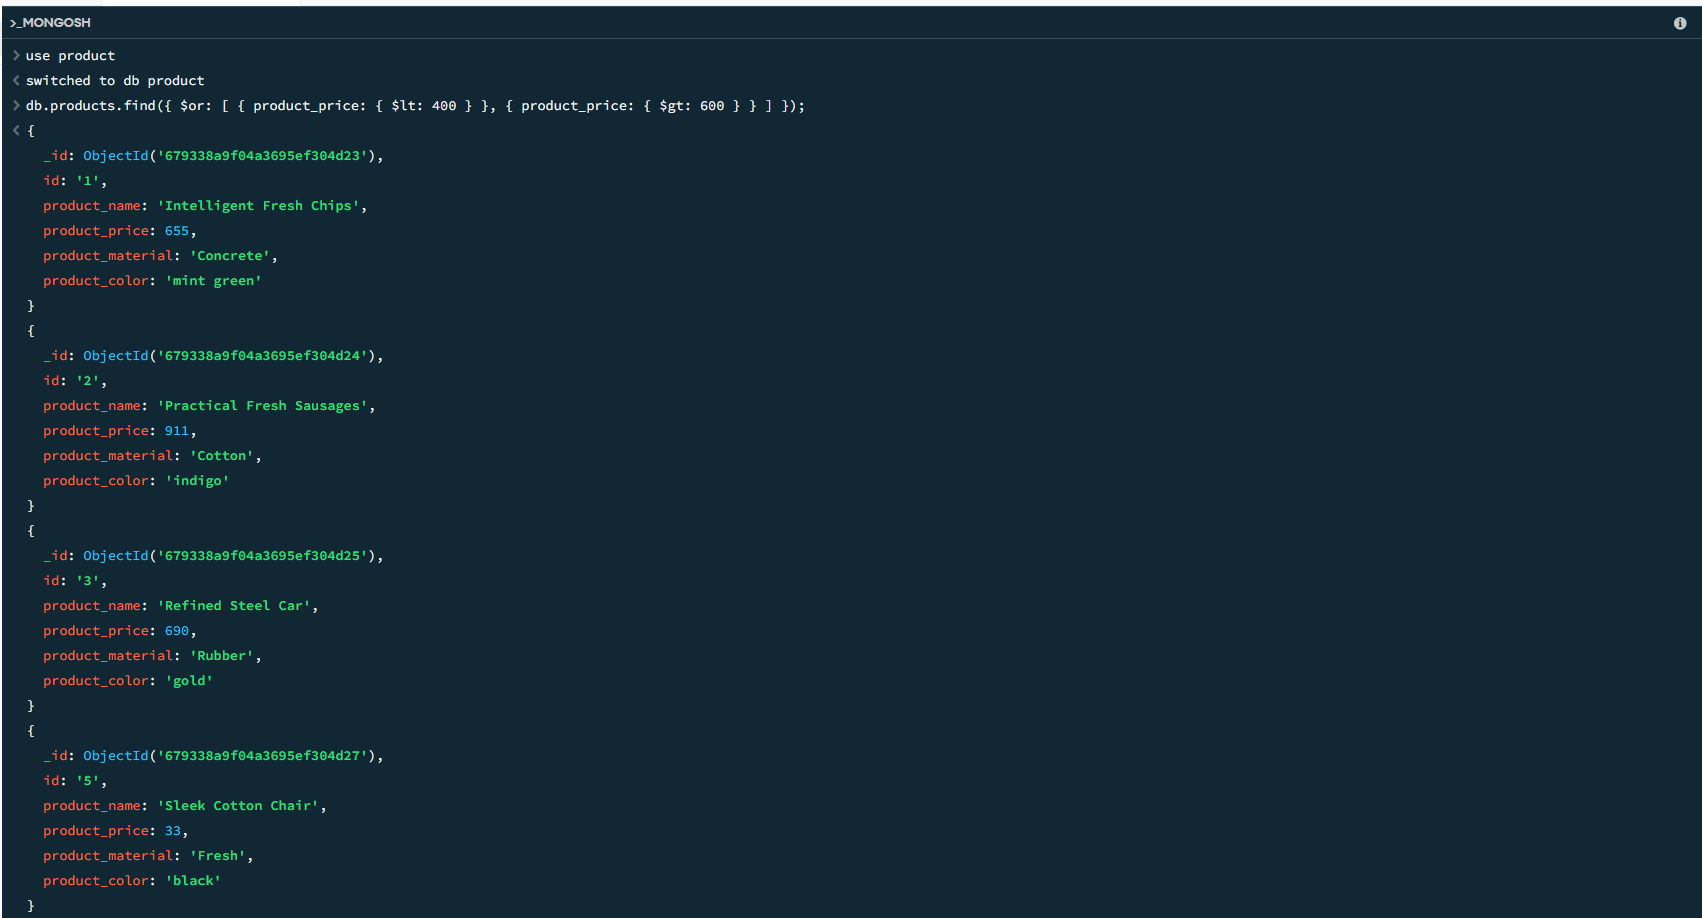 >_MONGOSH
> use product
< switched to db product
> db.products.find({ $or: [ { product_price: { $lt: 400 } }, { product_price: { $gt: 600 } } ] });
< {
_id: ObjectId('679338a9f04a3695ef304d23'),
id: '1',
product_name: 'Intelligent Fresh Chips',
product_price: 655,
product_material: 'Concrete',
product_color: 'mint green'
}
{
_id: ObjectId('679338a9f04a3695ef304d24'),
id: '2',
product_name: 'Practical Fresh Sausages',
product_price: 911,
product_material: 'Cotton',
product_color: 'indigo'
}
{
_id: ObjectId('679338a9f04a3695ef304d25'),
id: '3',
product_name: 'Refined Steel Car',
product_price: 690,
product_material: 'Rubber',
product_color: 'gold'
}
{
_id: ObjectId('679338a9f04a3695ef304d27'),
id: '5',
product_name: 'Sleek Cotton Chair',
product_price: 33,
product_material: 'Fresh',
product_color: 'black'
}